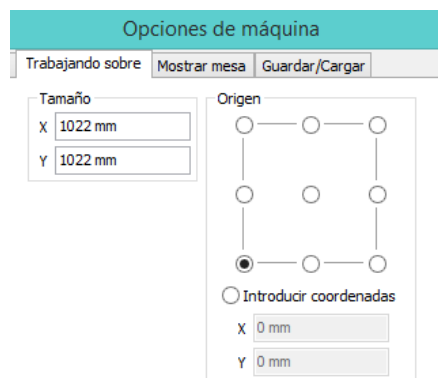 Opciones de máquina
Trabajando sobre Mostrar mesa Guardar/Cargar
Tamaño
X 1022 mm
Y 1022 mm
Origen
Introducir coordenadas
X 0 mm
Y 0 mm